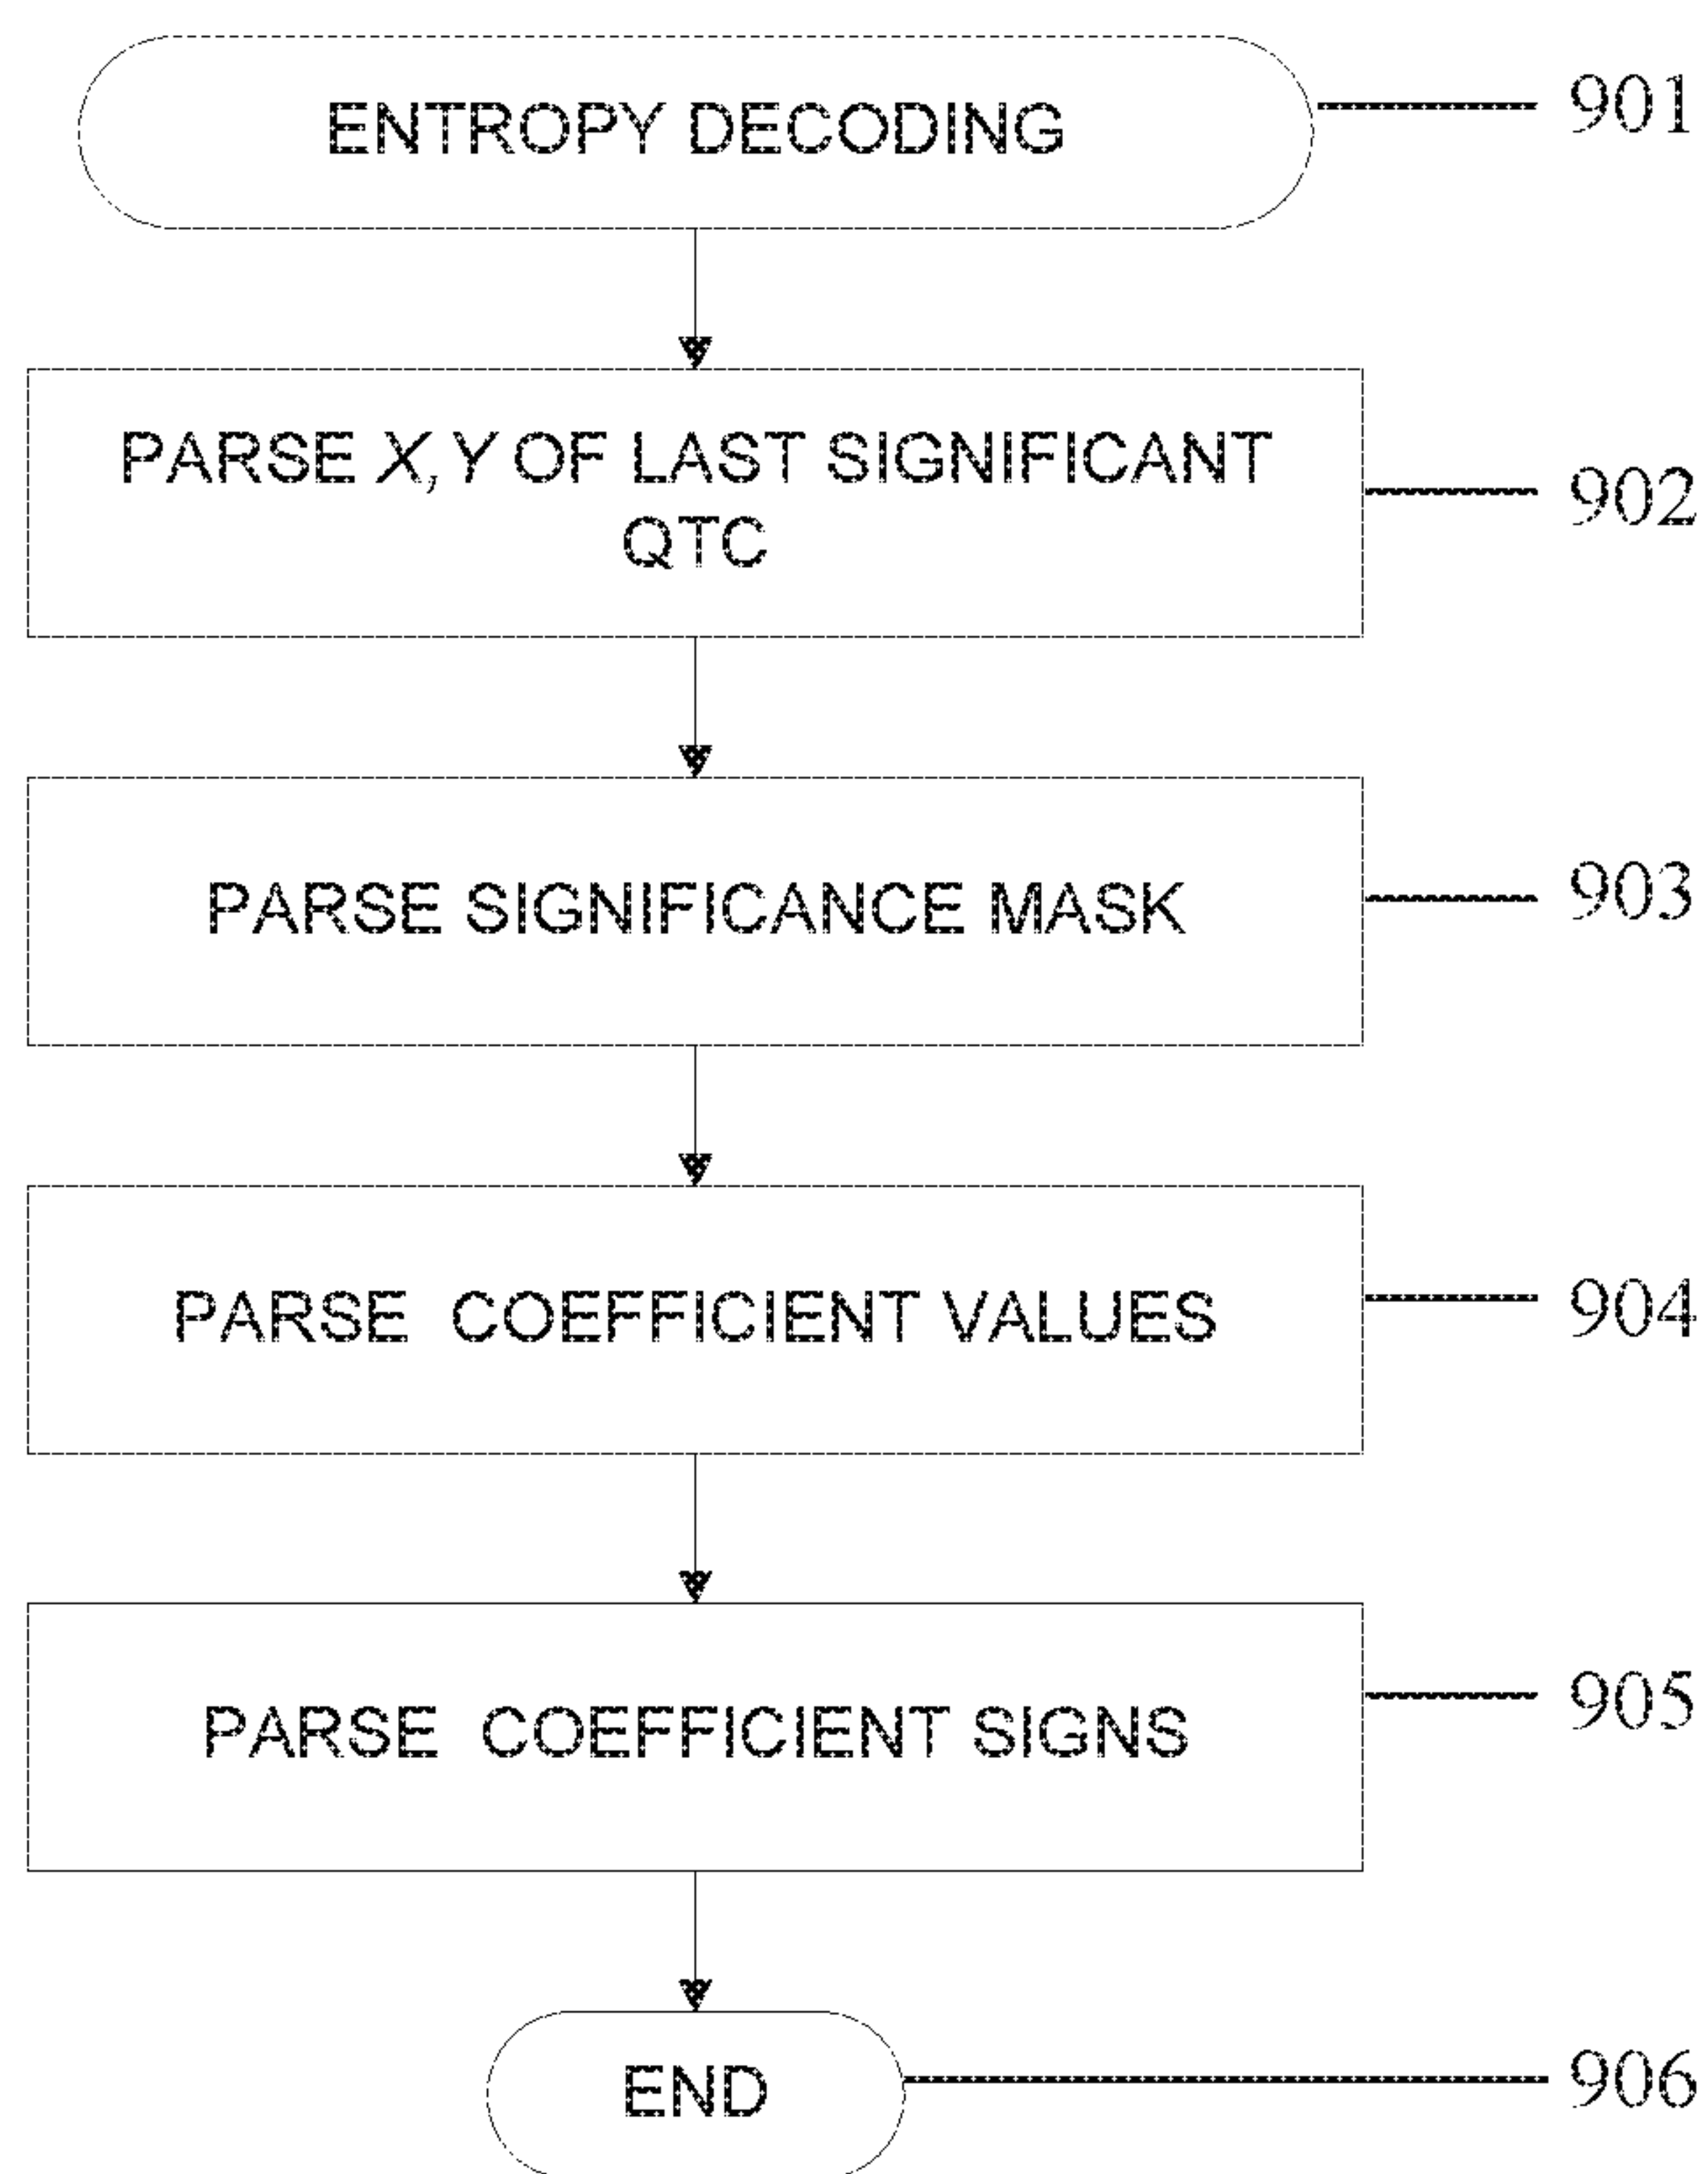 ENTROPY DECODING
901
PARSE X, Y OF LAST SIGNIFICANT
QTC
902
PARSE SIGNIFICANCE MASK
903
PARSE COEFFICIENT VALUES
904
PARSE COEFFICIENT SIGNS
905
END
906